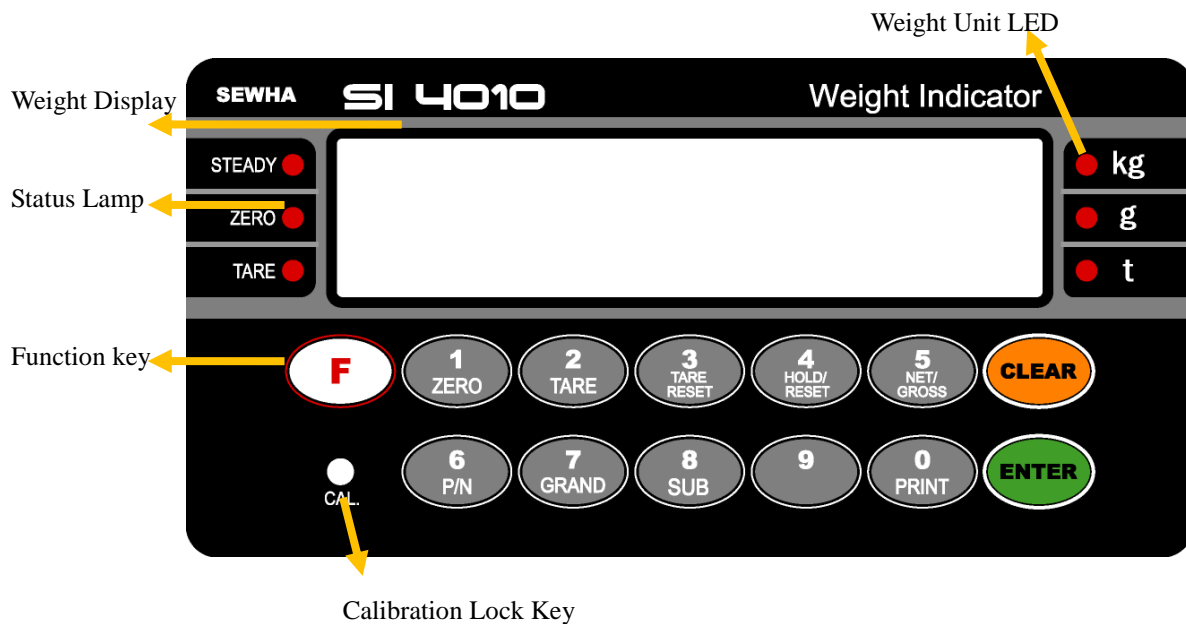 Weight Unit LED
SEWHA SI 4010 Weight Indicator
Weight Display
STEADY
kg
Status Lamp
ZERO
g
TARE
t
Function key
F
1
ZERO
2
TARE
3
TARE
RESET
4
HOLD/
RESET
5
NET/
GROSS
CLEAR
CAL.
6
P/N
7
GRAND
8
SUB
9
0
PRINT
ENTER
Calibration Lock Key